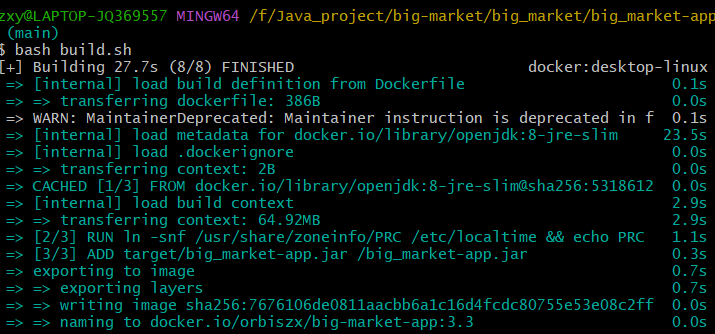 zxy@LAPTOP-JQ369557 MINGW64 /f/Java_project/big-market/big_market/big_market-app
(main)
$ bash build.sh
[+] Building 27.7s (8/8) FINISHED docker:desktop-linux
=> [internal] load build definition from Dockerfile 0.1s
=> => transferring dockerfile: 386B 0.0s
=> WARN: MaintainerDeprecated: Maintainer instruction is deprecated in f 0.1s
=> [internal] load metadata for docker.io/library/openjdk:8-jre-slim 23.5s
=> [internal] load .dockerignore 0.0s
=> => transferring context: 2B 0.0s
=> CACHED [1/3] FROM docker.io/library/openjdk:8-jre-slim@sha256:5318612 0.0s
=> [internal] load build context 2.9s
=> => transferring context: 64.92MB 2.9s
=> [2/3] RUN ln -snf /usr/share/zoneinfo/PRC /etc/localtime && echo PRC 1.1s
=> [3/3] ADD target/big_market-app.jar /big_market-app.jar 0.3s
=> exporting to image 0.7s
=> => exporting layers 0.7s
=> => writing image sha256:7676106de0811aacbb6a1c16d4fcdc80755e53e08c2ff 0.0s
=> => naming to docker.io/orbiszx/big-market-app:3.3 0.0s